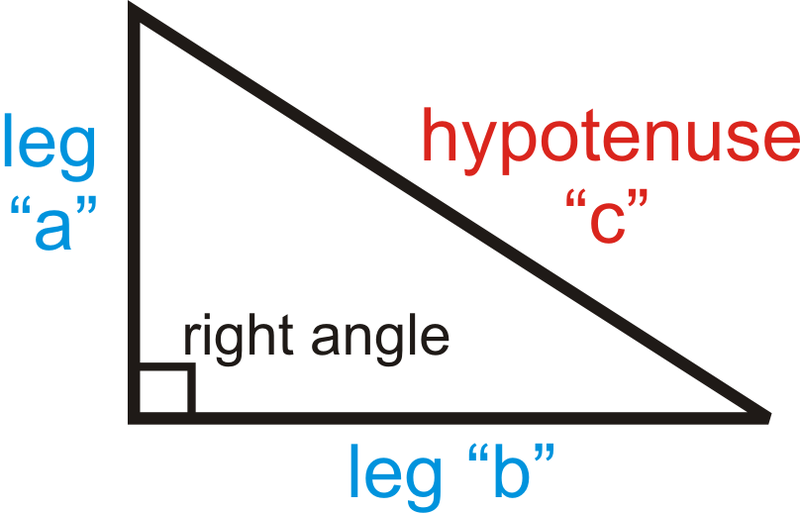 leg
“a”
hypotenuse
“c”
right angle
leg “b”